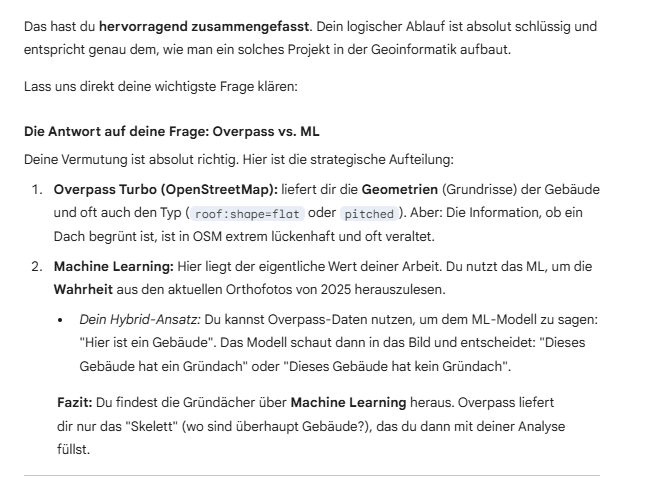 Das hast du hervorragend zusammengefasst. Dein logischer Ablauf ist absolut schlüssig und
entspricht genau dem, wie man ein solches Projekt in der Geoinformatik aufbaut.
Lass uns direkt deine wichtigste Frage klären:
Die Antwort auf deine Frage: Overpass vs. ML
Deine Vermutung ist absolut richtig. Hier ist die strategische Aufteilung:
1. Overpass Turbo (OpenStreetMap): liefert dir die Geometrien (Grundrisse) der Gebäude
und oft auch den Typ ( roof:shape=flat oder pitched ). Aber: Die Information, ob ein
Dach begrünt ist, ist in OSM extrem lückenhaft und oft veraltet.
2. Machine Learning: Hier liegt der eigentliche Wert deiner Arbeit. Du nutzt das ML, um die
Wahrheit aus den aktuellen Orthofotos von 2025 herauszulesen.
• Dein Hybrid-Ansatz: Du kannst Overpass-Daten nutzen, um dem ML-Modell zu sagen:
"Hier ist ein Gebäude". Das Modell schaut dann in das Bild und entscheidet: "Dieses
Gebäude hat ein Gründach" oder "Dieses Gebäude hat kein Gründach".
Fazit: Du findest die Gründächer über Machine Learning heraus. Overpass liefert
dir nur das "Skelett" (wo sind überhaupt Gebäude?), das du dann mit deiner Analyse
füllst.